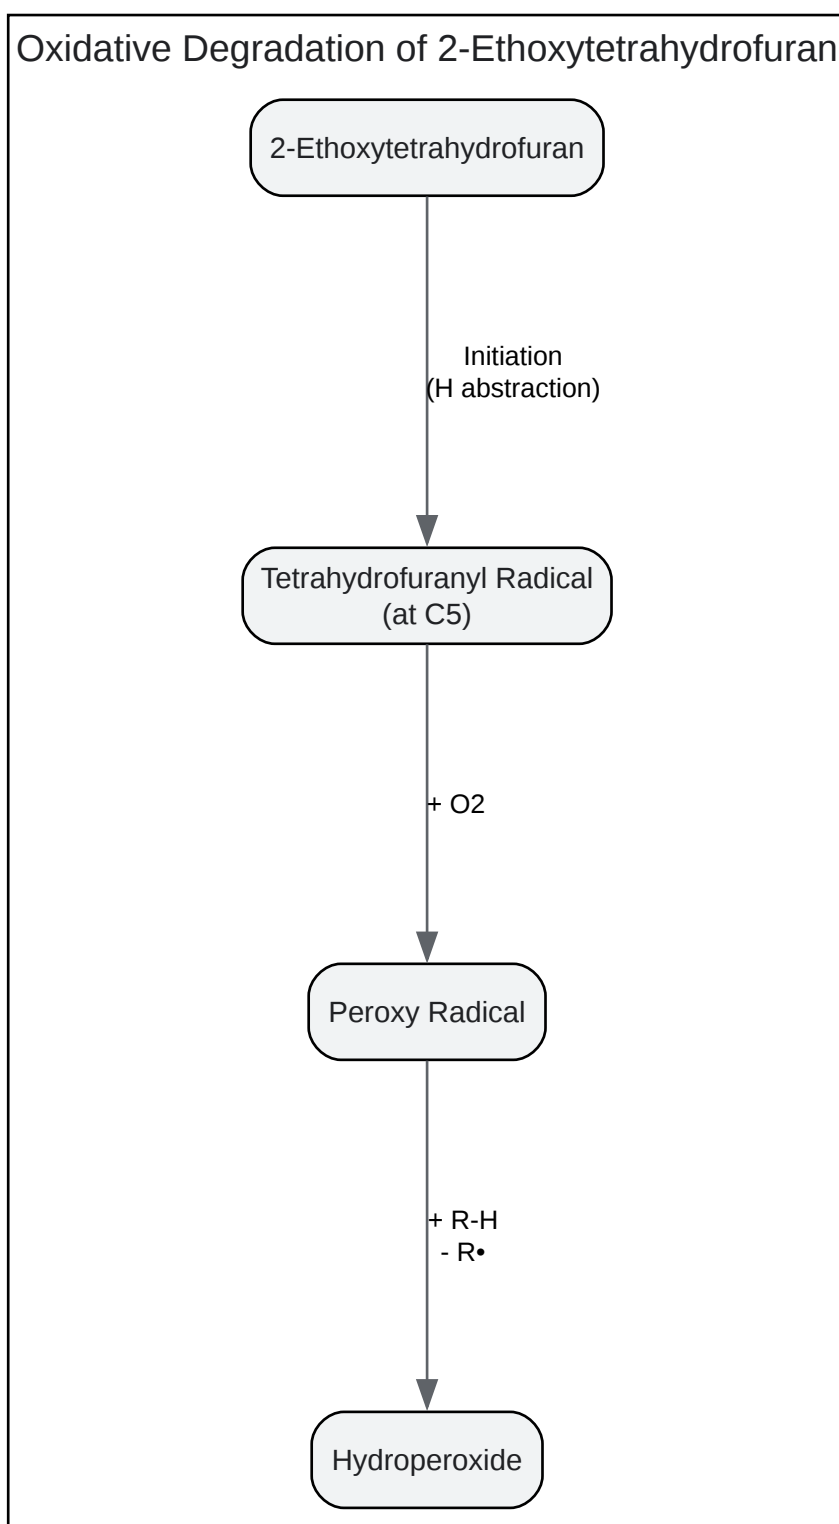 Oxidative Degradation of 2-Ethoxytetrahydrofuran
2-Ethoxytetrahydrofuran
Initiation
(H abstraction)
Tetrahydrofuranyl Radical
(at C5)
+ O2
Peroxy Radical
+ R-H
- R•
Hydroperoxide